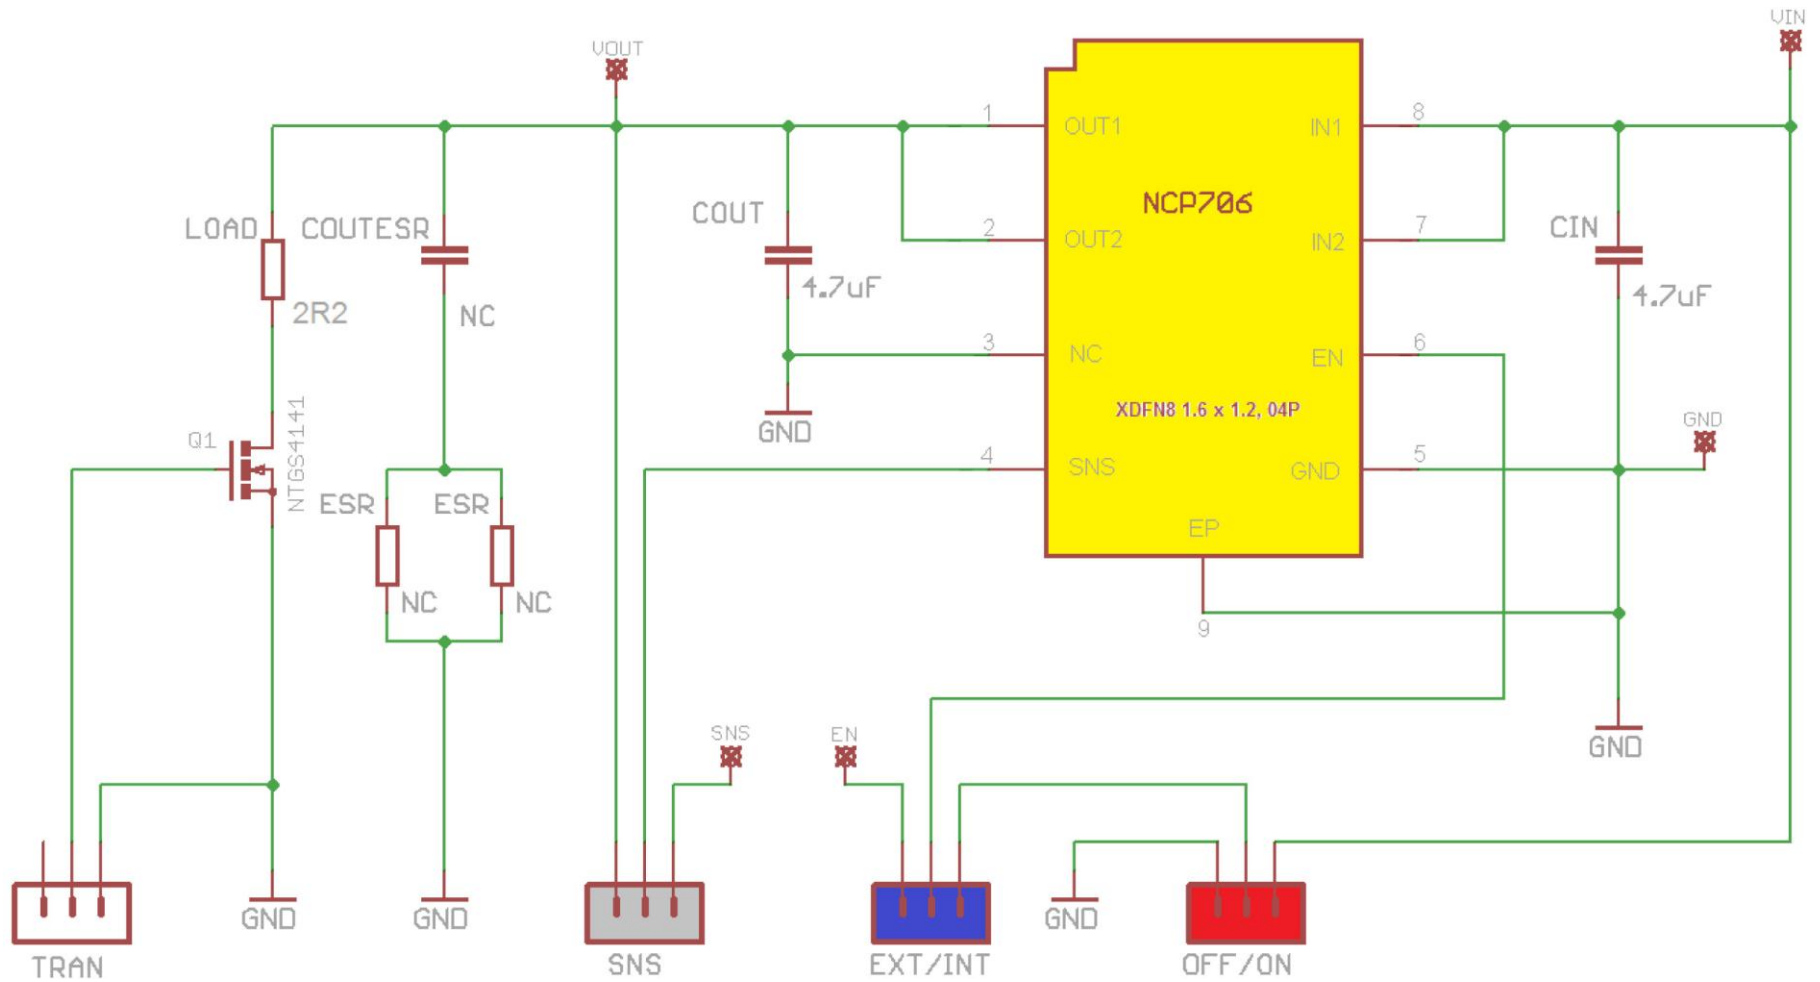 VIN
VOUT
1
OUT1
IN1
8
NCP706
LOAD
COUTESR
COUT
2
OUT2
IN2
7
CIN
4.7uF
4.7uF
2R2
NC
3
NC
EN
6
XDFN8 1.6 x 1.2, 04P
GND
GND
Q1
NTGS4141
4
SNS
GND
5
ESR
ESR
EP
NC
NC
9
SNS
EN
GND
GND
GND
GND
TRAN
SNS
EXT/INT
OFF/ON